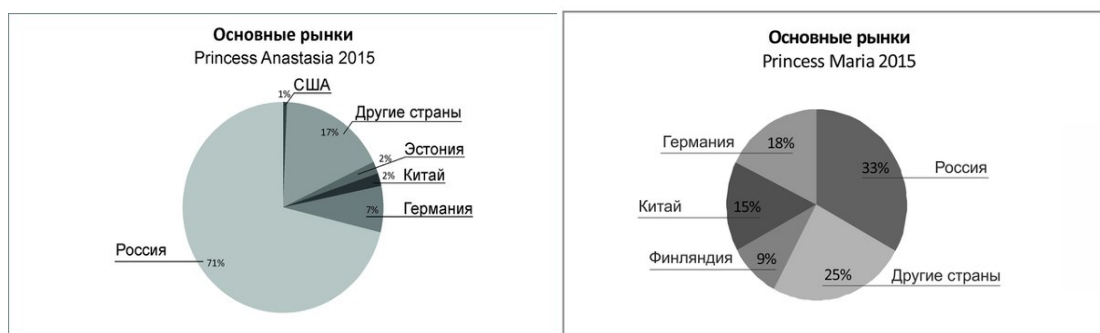 Основные рынки
Princess Anastasia 2015
1%
США
Другие страны
17%
Эстония
2%
Китай
2%
Германия
7%
Россия
71%
Основные рынки
Princess Maria 2015
Германия
18%
Россия
33%
Китай
15%
Финляндия
9%
Другие страны
25%